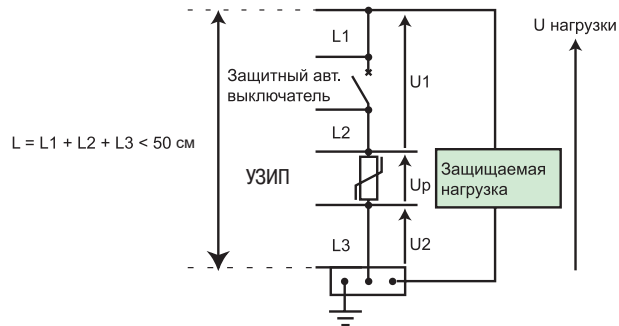 U нагрузки
L1
Защитный авт.
выключатель
U1
L = L1 + L2 + L3 < 50 см
L2
УЗИП
Up
Защищаемая
нагрузка
L3
U2